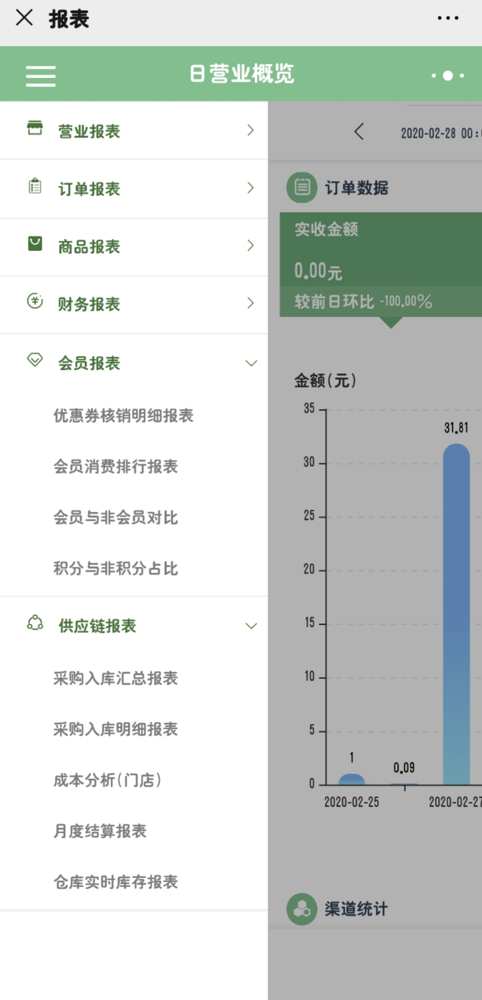 报表
日营业概览
营业报表
订单报表
商品报表
财务报表
会员报表
优惠券核销明细报表
会员消费排行报表
会员与非会员对比
积分与非积分占比
供应链报表
采购入库汇总报表
采购入库明细报表
成本分析(门店)
月度结算报表
仓库实时库存报表
2020-02-28 00:
订单数据
实收金额
0.00元
较前日环比 -100.00%
金额(元)
35
31.81
30
25
20
15
10
5
1
0.09
0
2020-02-25
2020-02-27
渠道统计